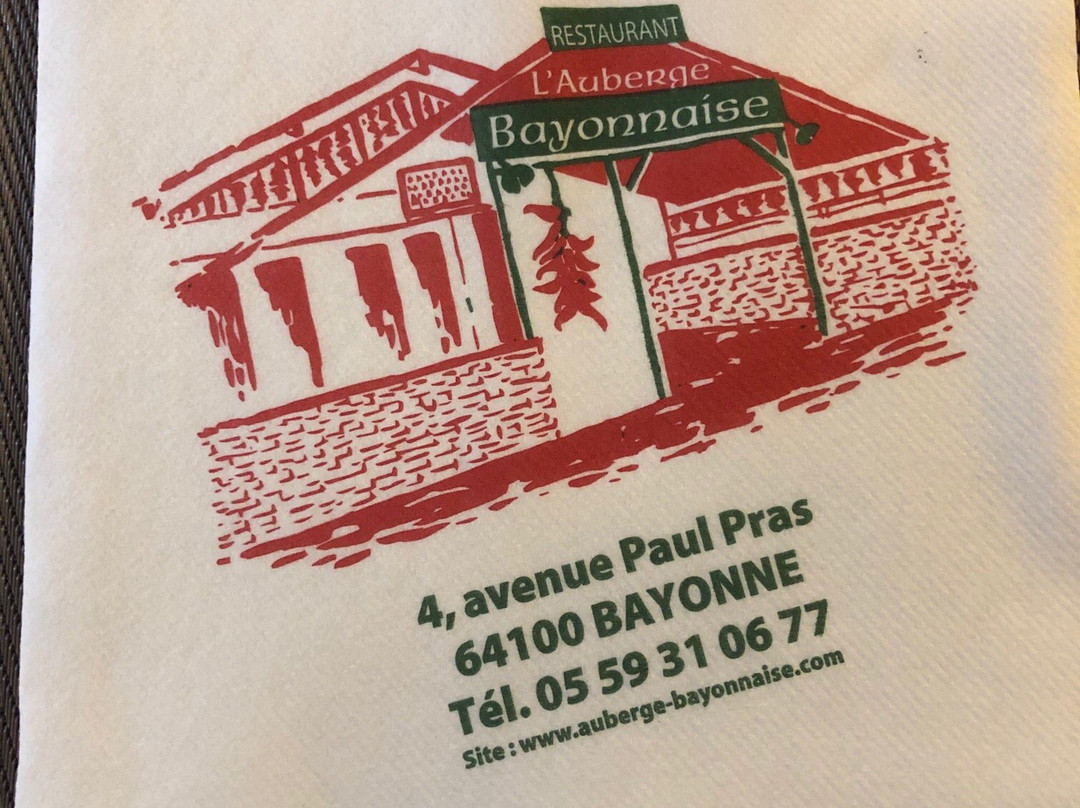 RESTAURANT
L'Auberge
Bayonnaise
4, avenue Paul Pras
64100 BAYONNE
Tél. 05 59 31 06 77
Site : www.auberge-bayonnaise.com